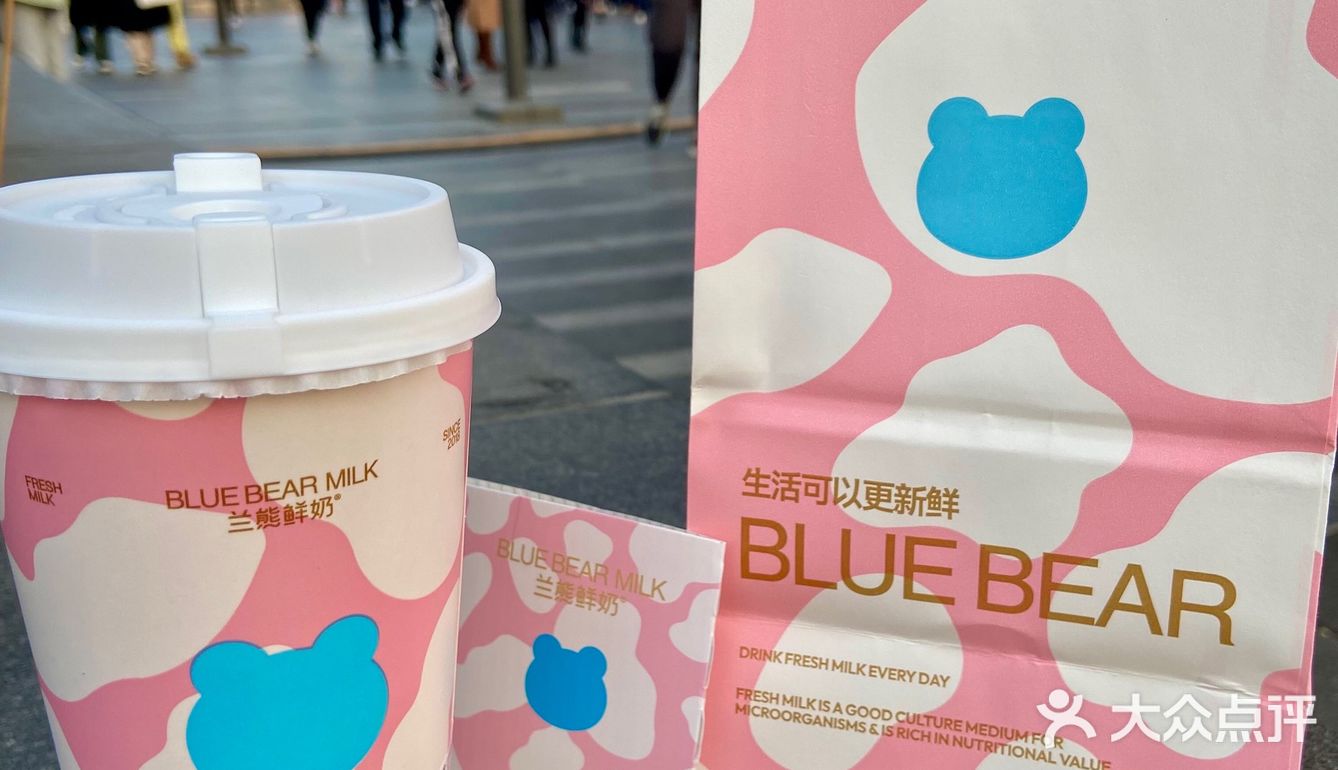 FRESH
MILK
BLUE BEAR MILK
兰熊鲜奶®
SINCE
2018
BLUE BEAR MILK
兰熊鲜奶®
生活可以更新鲜
BLUE BEAR
DRINK FRESH MILK EVERY DAY
FRESH MILK IS A GOOD CULTURE MEDIUM FOR
MICROORGANISMS & IS RICH IN NUTRITIONAL VALUE
大众点评